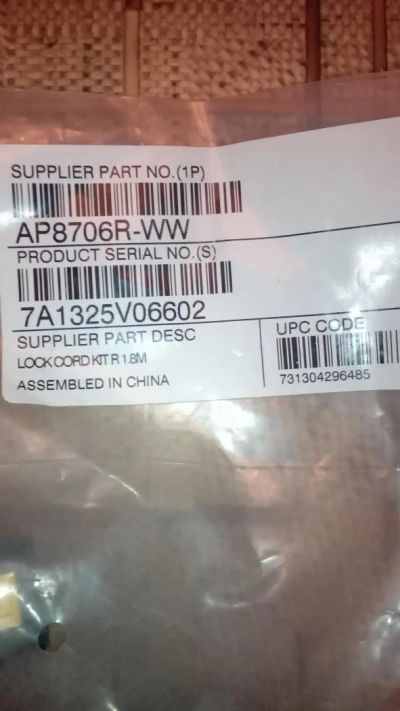 SUPPLIER PART NO.(1P)
AP8706R-WW
PRODUCT SERIAL NO.(S)
7A1325V06602
SUPPLIER PART DESC
LOCK CORD KIT R 1.8M
ASSEMBLED IN CHINA
UPC CODE
731304296485